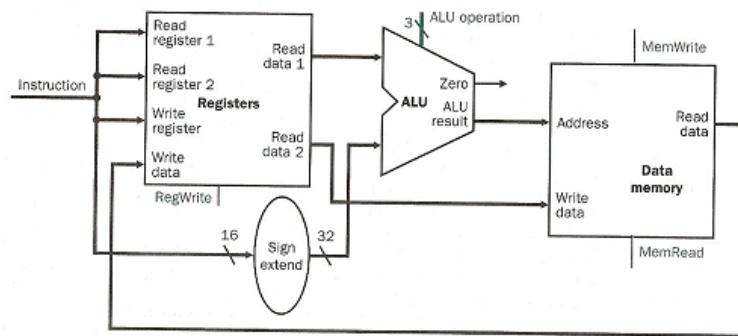 Instruction
Read
register 1
Read
register 2
Write
register
Write
data
Registers
Read
data 1
Read
data 2
RegWrite
16
Sign
extend
32
3
ALU operation
Zero
ALU
ALU
result
MemWrite
Address
Read
data
Data
memory
Write
data
MemRead